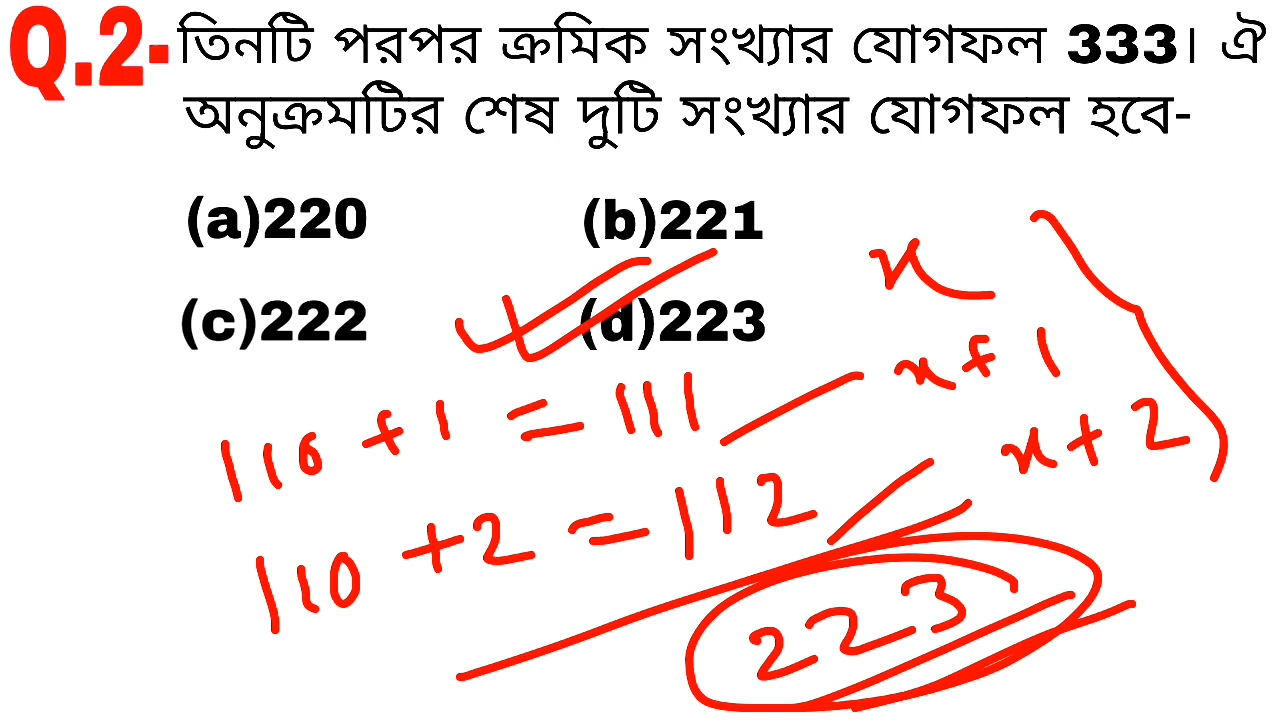 Q.2- তিনটি পরপর ক্রমিক সংখ্যার যোগফল 333। ঐ
অনুক্রমটির শেষ দুটি সংখ্যার যোগফল হবে-
(a)220 (b)221
(c)222 (d)223
x
x+1
x+2
110+1=111
110+2=112
223